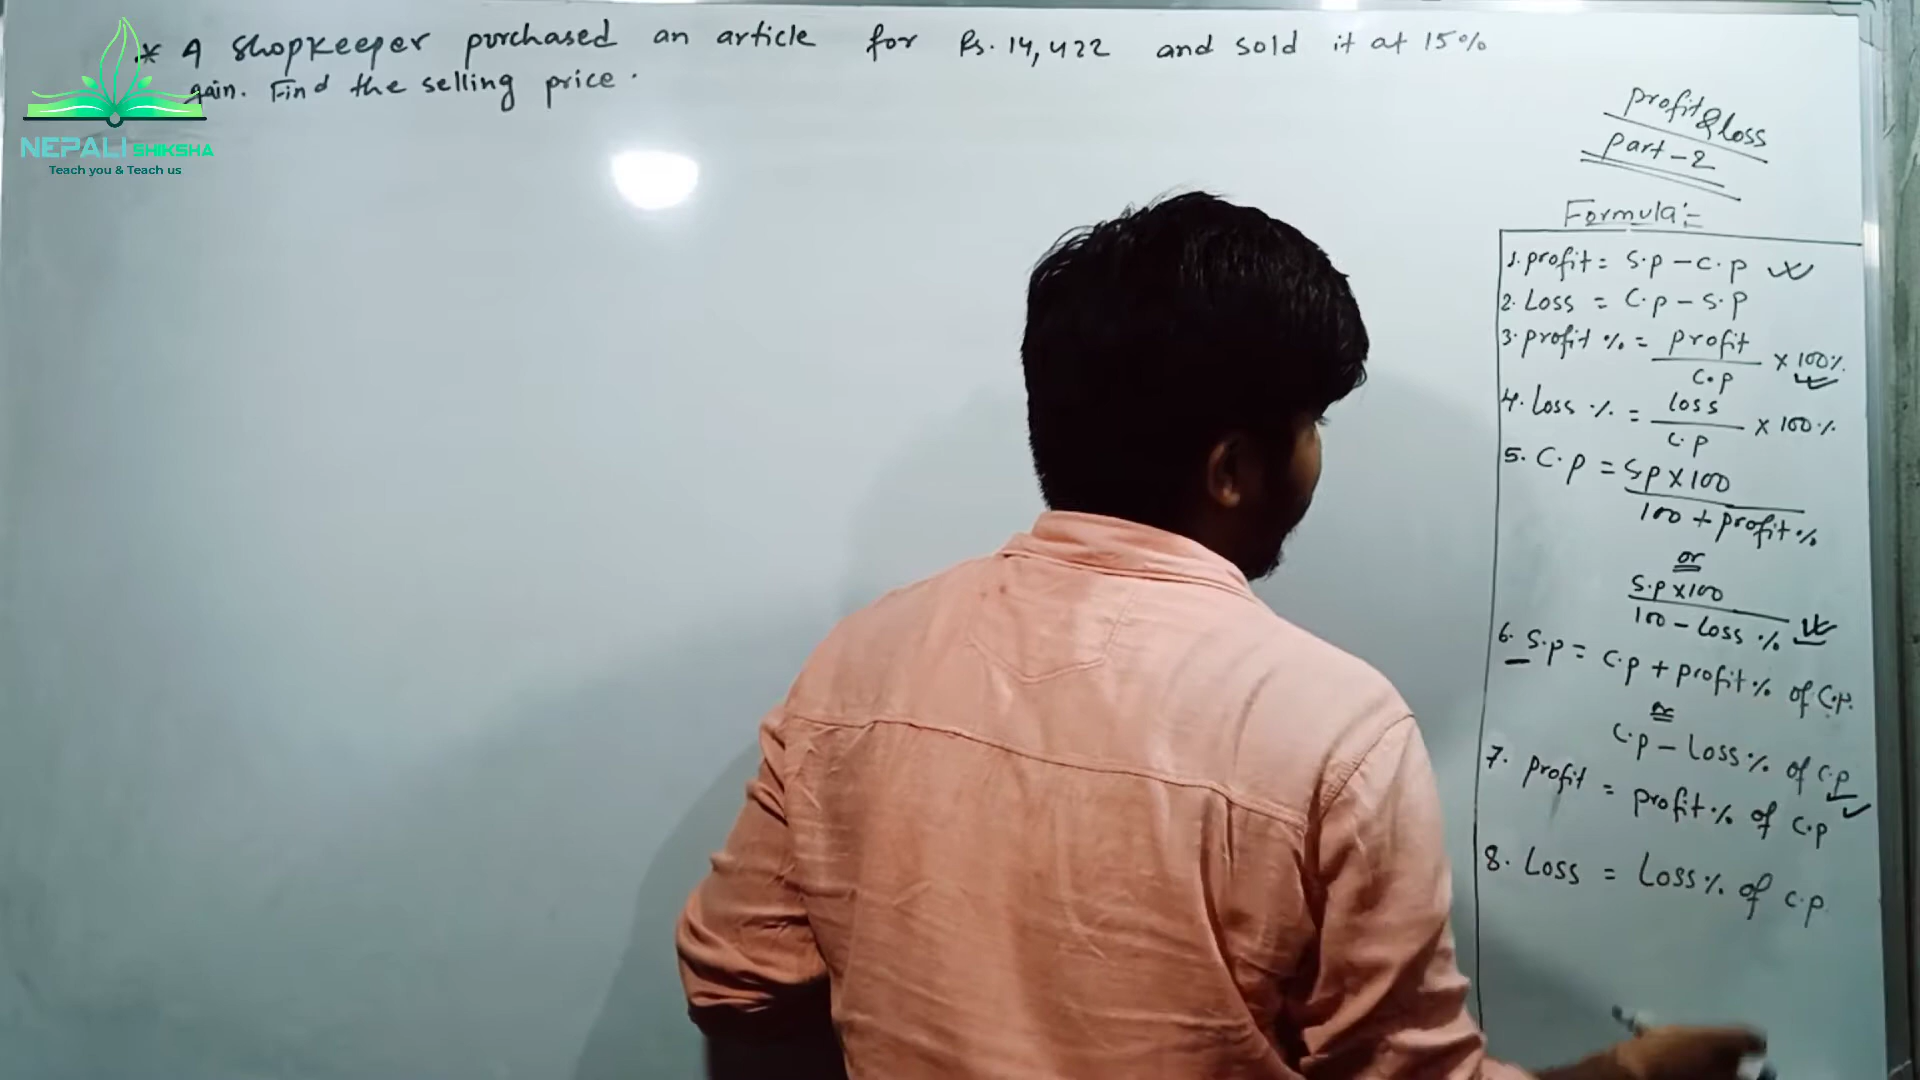 * A shopkeeper purchased an article for Rs. 14,422 and sold it at 15%
gain. Find the selling price.
NEPALI SHIKSHA
Teach you & Teach us
profit & loss
part-2
Formula:-
1. profit = S.p - C.p
2. Loss = C.p - S.p
3. profit % = profit / C.p × 100%
4. Loss % = loss / C.p × 100%
5. C.p = Sp × 100 / 100 + profit %
or
S.p × 100 / 100 - Loss %
6. S.p = C.p + profit % of C.p.
or
C.p - Loss % of C.p
7. profit = profit % of C.p
8. Loss = Loss % of C.p